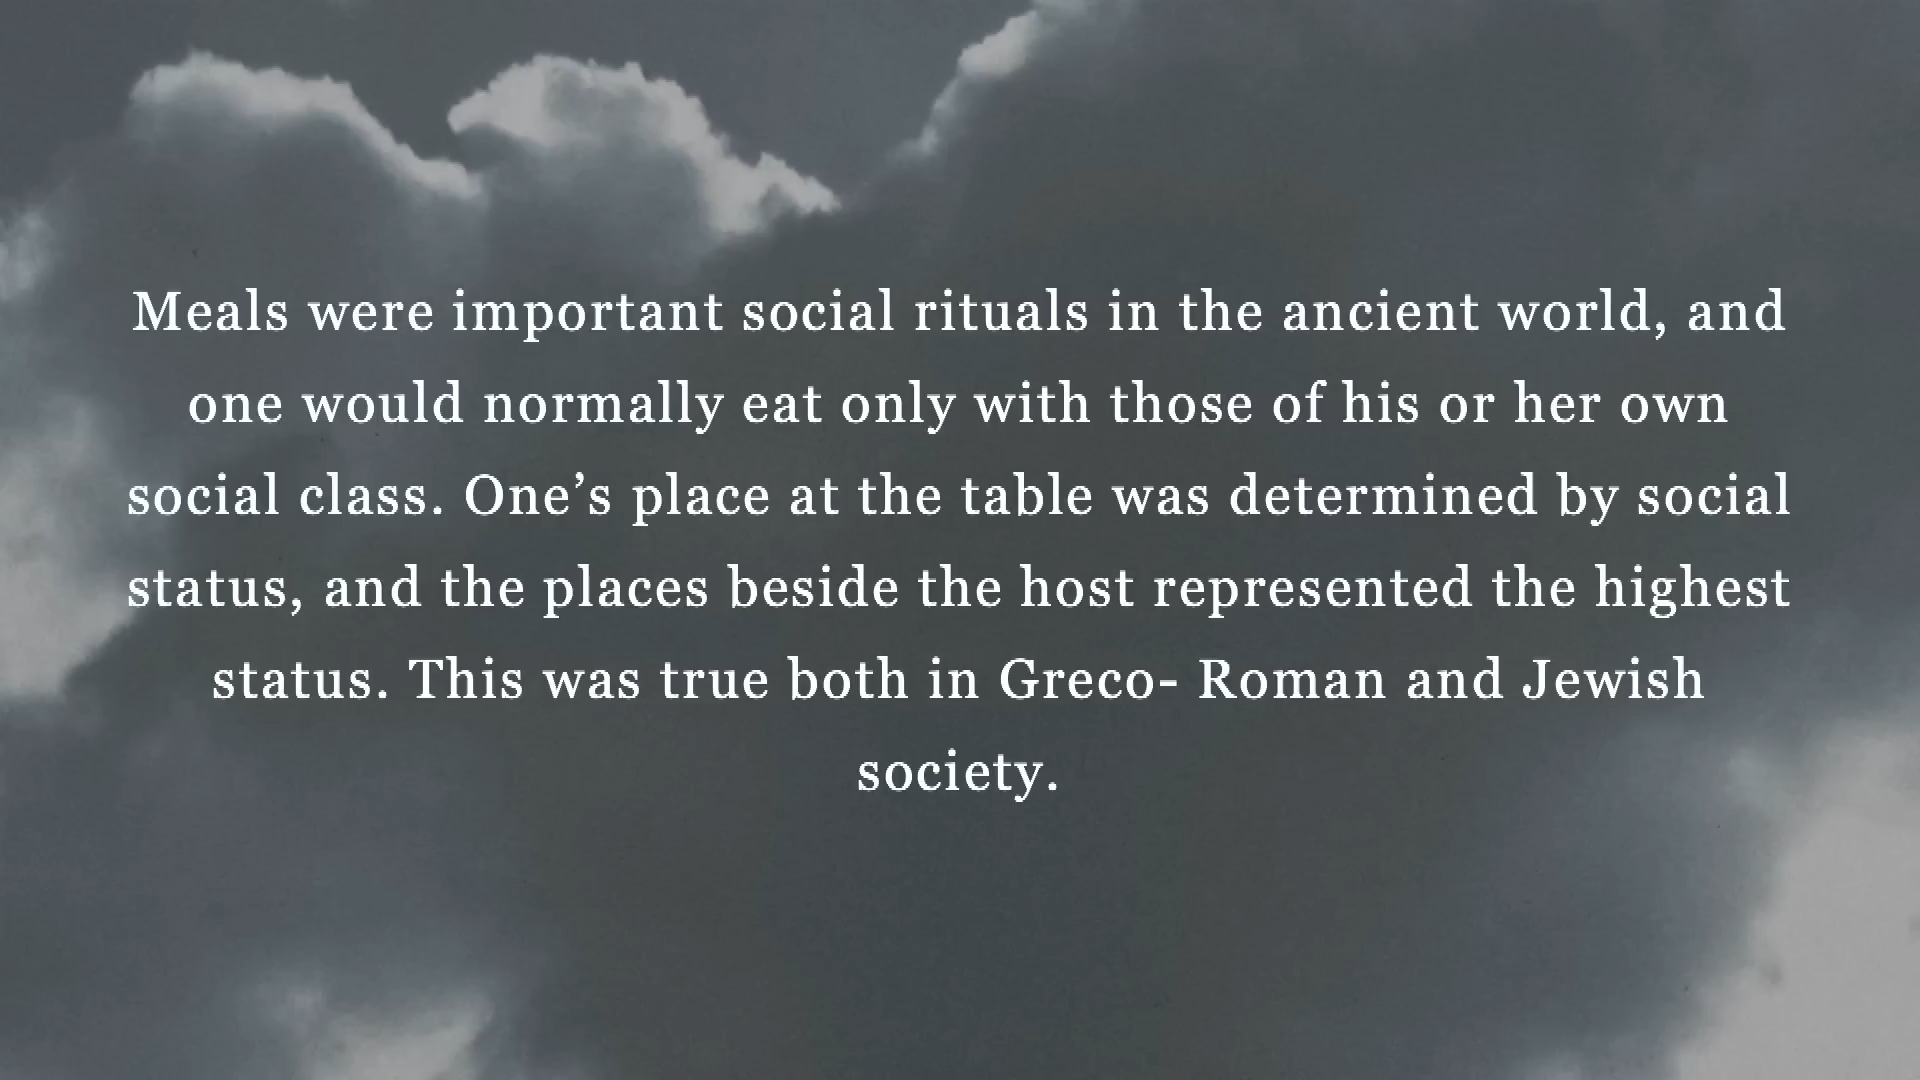 Meals were important social rituals in the ancient world, and
one would normally eat only with those of his or her own
social class. One’s place at the table was determined by social
status, and the places beside the host represented the highest
status. This was true both in Greco- Roman and Jewish
society.